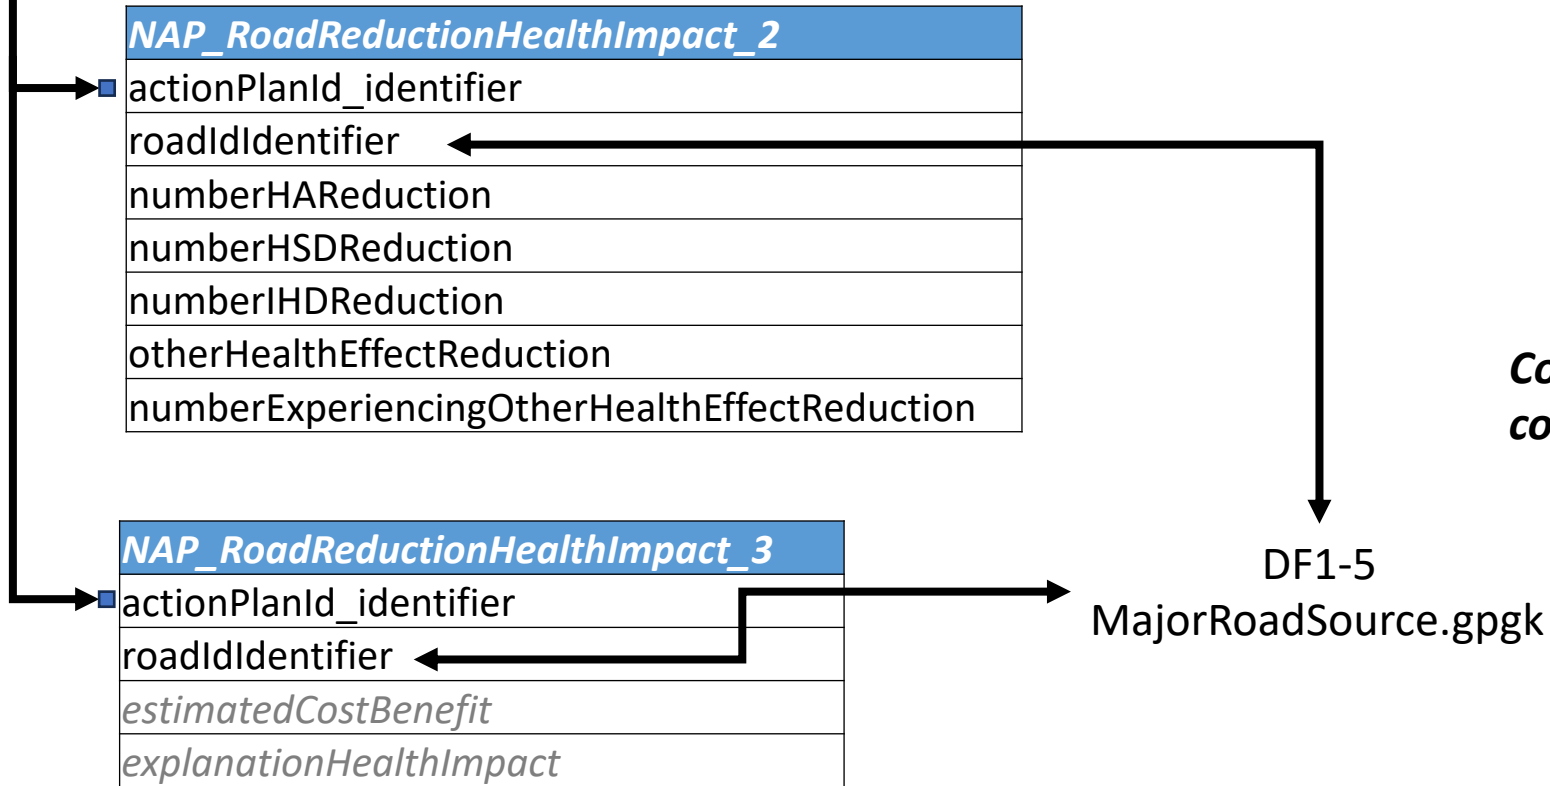 NAP_RoadReductionHealthImpact_2
actionPlanId_identifier
roadIdIdentifier
numberHAReduction
numberHSDReduction
numberIHDReduction
otherHealthEffectReduction
numberExperiencingOtherHealthEffectReduction
NAP_RoadReductionHealthImpact_3
actionPlanId_identifier
roadIdIdentifier
estimatedCostBenefit
explanationHealthImpact
DF1-5
MajorRoadSource.gpgk